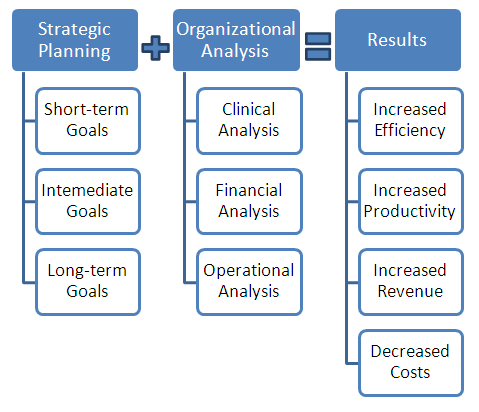 Strategic
Planning
Short-term
Goals
Intemediate
Goals
Long-term
Goals
Organizational
Analysis
Clinical
Analysis
Financial
Analysis
Operational
Analysis
Results
Increased
Efficiency
Increased
Productivity
Increased
Revenue
Decreased
Costs